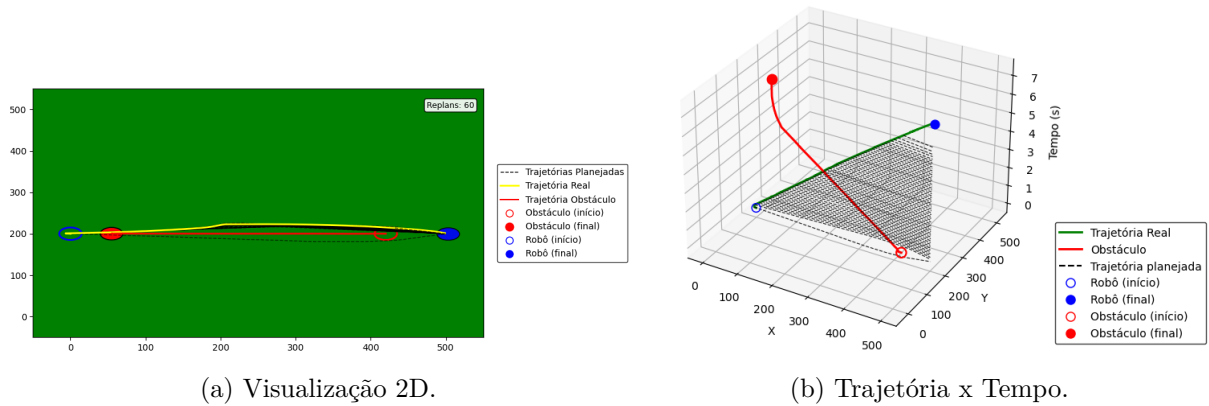 Replans: 60
500
400
300
200
100
0
0
100
200
300
400
500
Trajetórias Planejadas
Trajetória Real
Trajetória Obstáculo
Obstáculo (início)
Obstáculo (final)
Robô (início)
Robô (final)
(a) Visualização 2D.
7
6
5
4
3
2
1
0
Tempo (s)
500
400
300
200
100
0
Y
0
100
200
300
400
500
X
Trajetória Real
Obstáculo
Trajetória planejada
Robô (início)
Robô (final)
Obstáculo (início)
Obstáculo (final)
(b) Trajetória x Tempo.